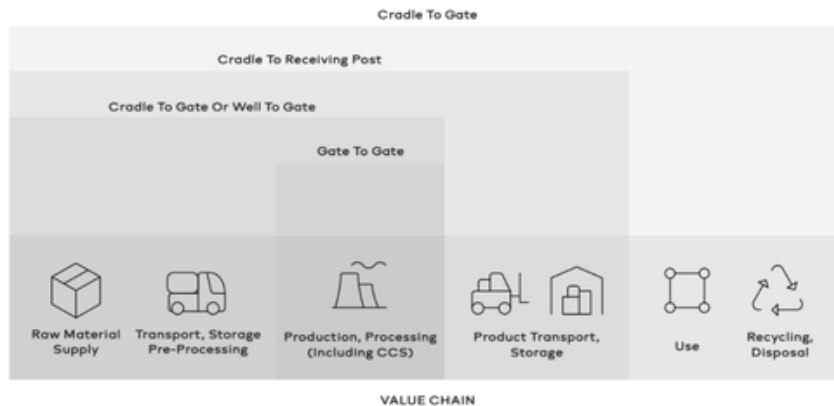 Cradle To Gate
Cradle To Receiving Post
Cradle To Gate Or Well To Gate
Gate To Gate
Raw Material
Supply
Transport, Storage
Pre-Processing
Production, Processing
(Including CCS)
Product Transport,
Storage
Use
Recycling,
Disposal
VALUE CHAIN